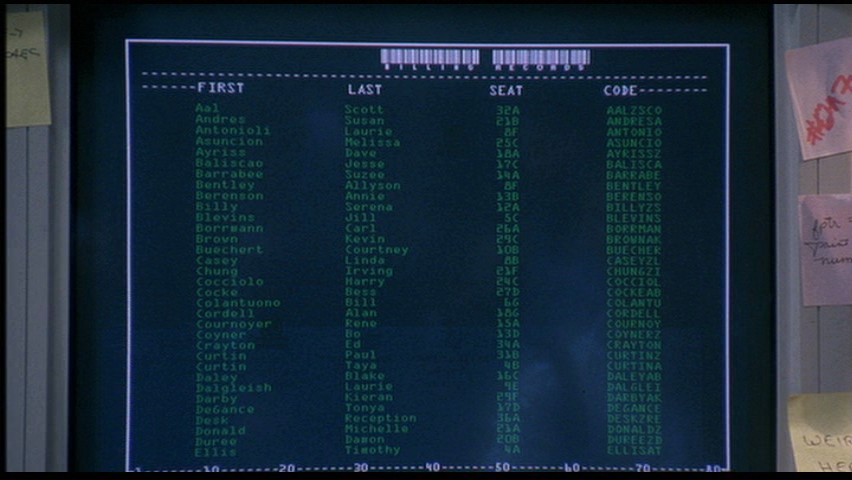 BILLING RECORDS
FIRST LAST SEAT CODE
Aal Scott 32A AALZSCO
Andres Susan 21B ANDRESA
Antonioli Laurie 8F ANTONIO
Asuncion Melissa 25C ASUNCIO
Ayriss Dave 18A AYRISSZ
Baliscao Jesse 17C BALISCA
Barrabee Suzee 14A BARRABE
Bentley Allyson 8F BENTLEY
Berenson Annie 13B BERENSO
Billy Serena 12A BILLYZS
Blevins Jill 5C BLEVINS
Borrmann Carl 26A BORRMAN
Brown Kevin 29C BROWNAK
Buechert Courtney 10B BUECHER
Casey Linda 8B CASEYZL
Chung Irving 21F CHUNGZI
Cocciolo Harry 24C COCCIOL
Cocke Bess 27D COCKEAB
Colantuono Bill 6G COLANTU
Cordell Alan 18G CORDELL
Cournoyer Rene 15A COURNOY
Coyner Bo 13D COYNERZ
Crayton Ed 34A CRAYTON
Curtin Paul 31B CURTINZ
Curtin Taya 4B CURTINA
Daley Blake 16C DALEYAB
Dalgleish Laurie 9E DALGLEI
Darby Kieran 29F DARBYAK
DeGance Tonya 17D DEGANCE
Desk Reception 36A DESKZRE
Donald Michelle 21A DONALDZ
Duree Damon 20B DUREEZD
Ellis Timothy 4A ELLISAT
10 20 30 40 50 60 70 80
WEIR
HE